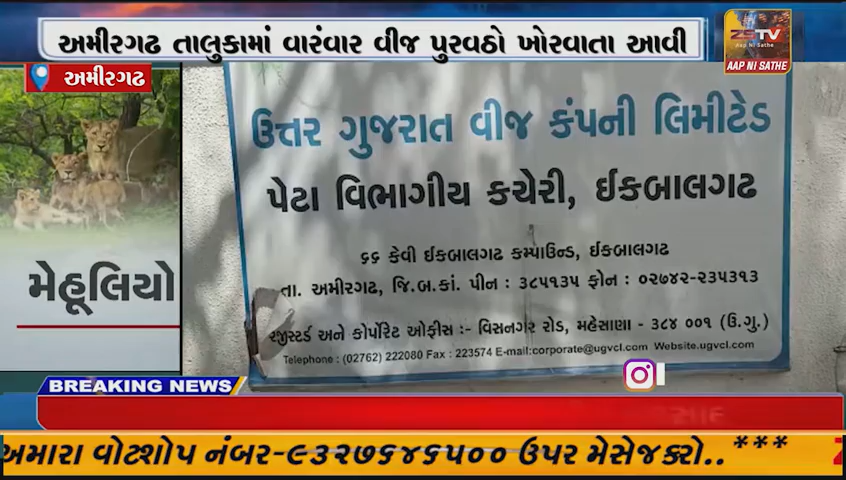 અમીરગઢ તાલુકામાં વારંવાર વીજ પુરવઠો ખોરવાતા આવી
ZSTV
Aap Ni Sathe
AAP NI SATHE
અમીરગઢ
ઉત્તર ગુજરાત વીજ કંપની લિમીટેડ
પેટા વિભાગીય કચેરી, ઈકબાલગઢ
૬૬ કેવી ઈકબાલગઢ કમ્પાઉન્ડ, ઈકબાલગઢ
તા. અમીરગઢ, જિ.બ.કાં. પીન : ૩૮૫૧૩૫ ફોન : ૦૨૭૪૨-૨૩૫૩૧૩
રજીસ્ટર્ડ અને કોર્પોરેટ ઓફીસ :- વિસનગર રોડ, મહેસાણા - ૩૮૪ ૦૦૧ (ઉ.ગુ.)
Telephone : (02762) 222080 Fax : 223574 E-mail:corporate@ugvcl.com Website.ugvcl.com
મેહૂલિયો
BREAKING NEWS
અમારા વોટ્શોપ નંબર-૯૩૨૭૬૪૬૫૦૦ ઉપર મેસેજ કરો..***